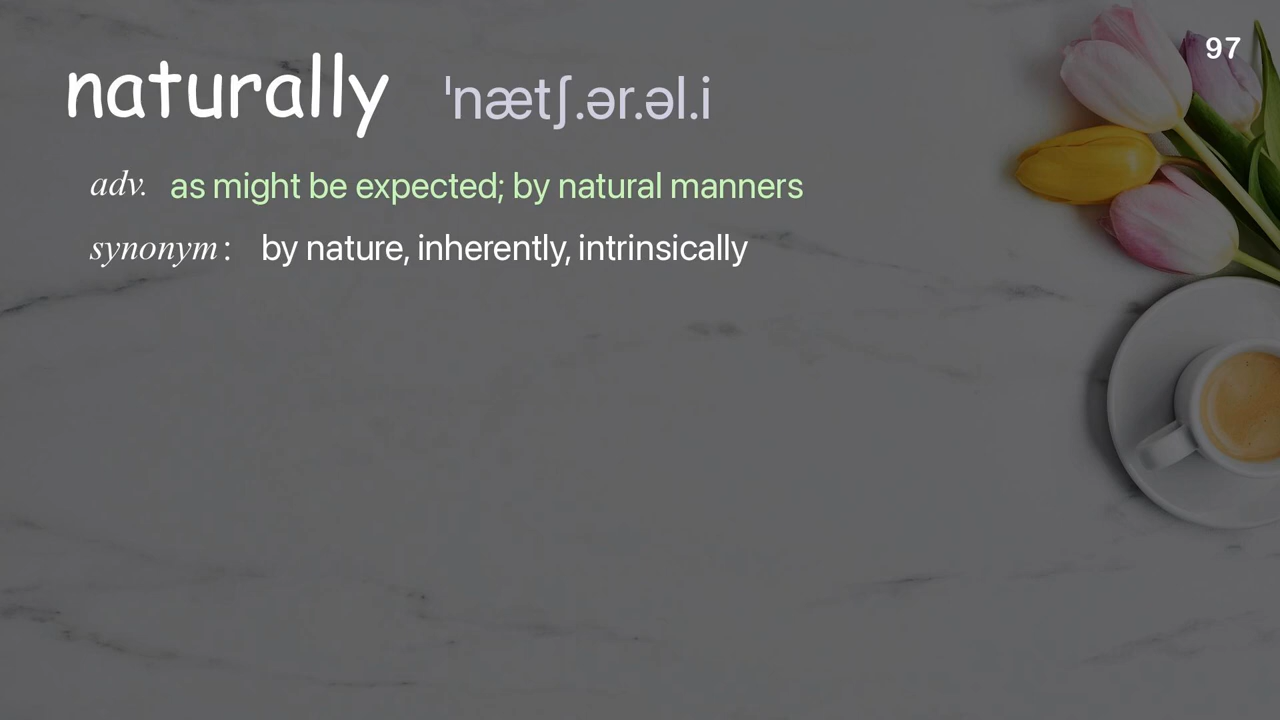 97
naturally ˈnætʃ.ər.əl.i
adv. as might be expected; by natural manners
synonym: by nature, inherently, intrinsically